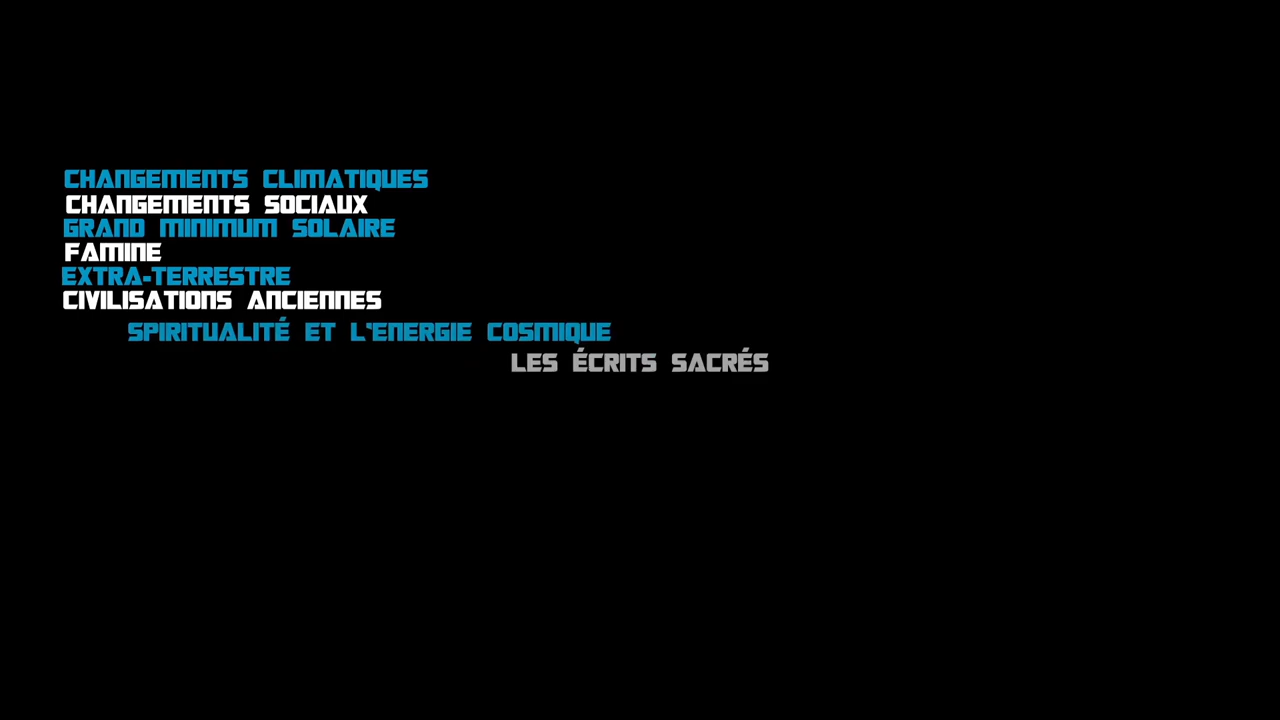 CHANGEMENTS CLIMATIQUES
CHANGEMENTS SOCIAUX
GRAND MINIMUM SOLAIRE
FAMINE
EXTRA-TERRESTRE
CIVILISATIONS ANCIENNES
SPIRITUALITÉ ET L'ENERGIE COSMIQUE
LES ÉCRITS SACRÉS